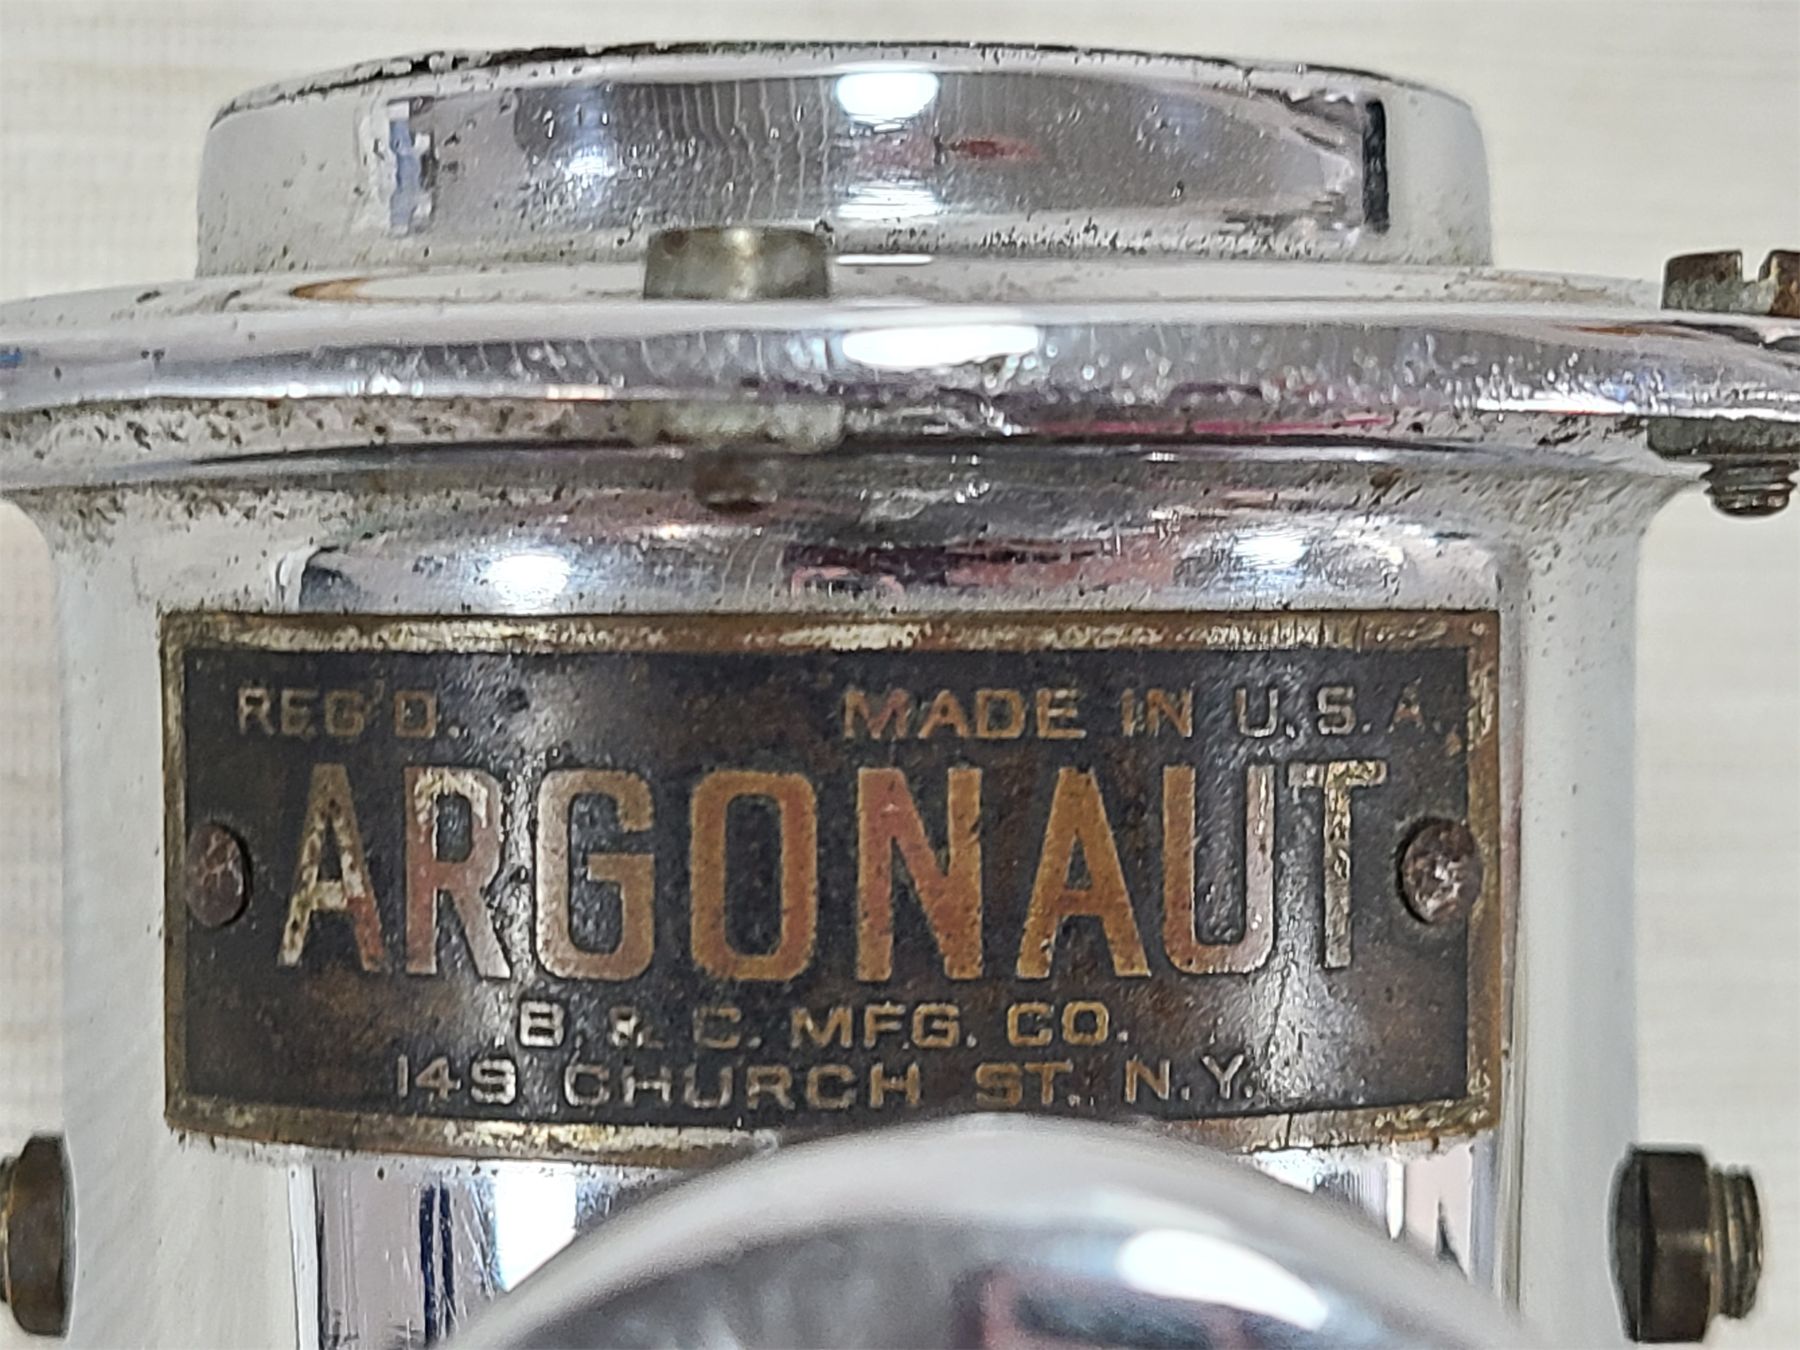 REG'D. MADE IN U.S.A.
ARGONAUT
B. & C. MFG. CO.
149 CHURCH ST. N.Y.